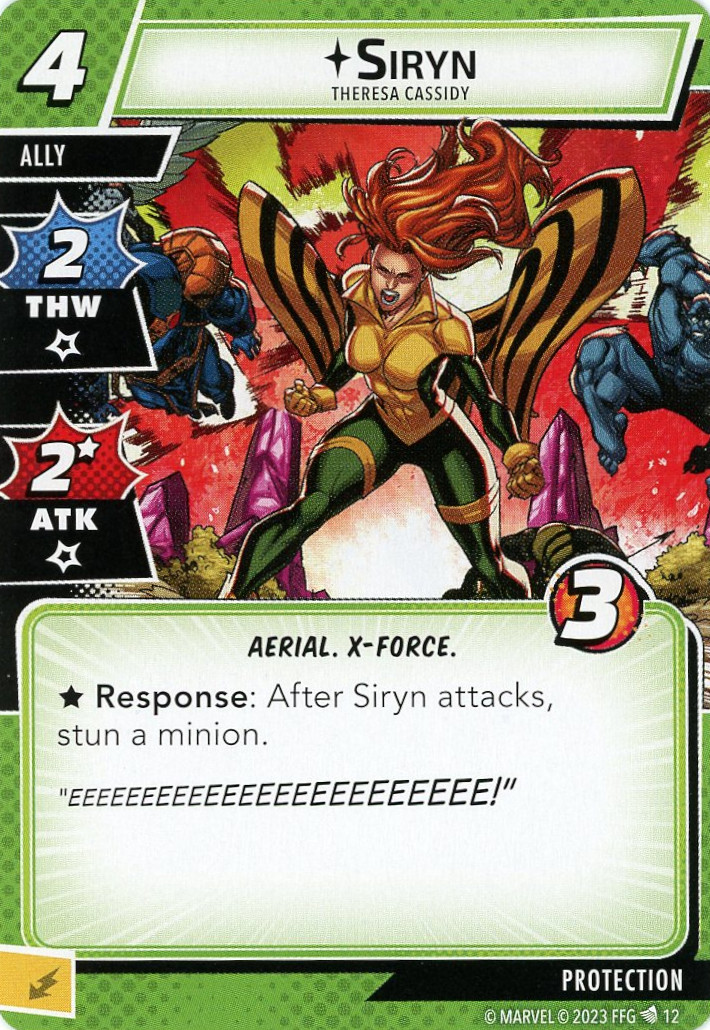 4
SIRYN
THERESA CASSIDY
ALLY
2
THW
2
ATK
3
AERIAL. X-FORCE.
★ Response: After Siryn attacks,
stun a minion.
"EEEEEEEEEEEEEEEEEEEEEEEE!"
PROTECTION
© MARVEL © 2023 FFG 12